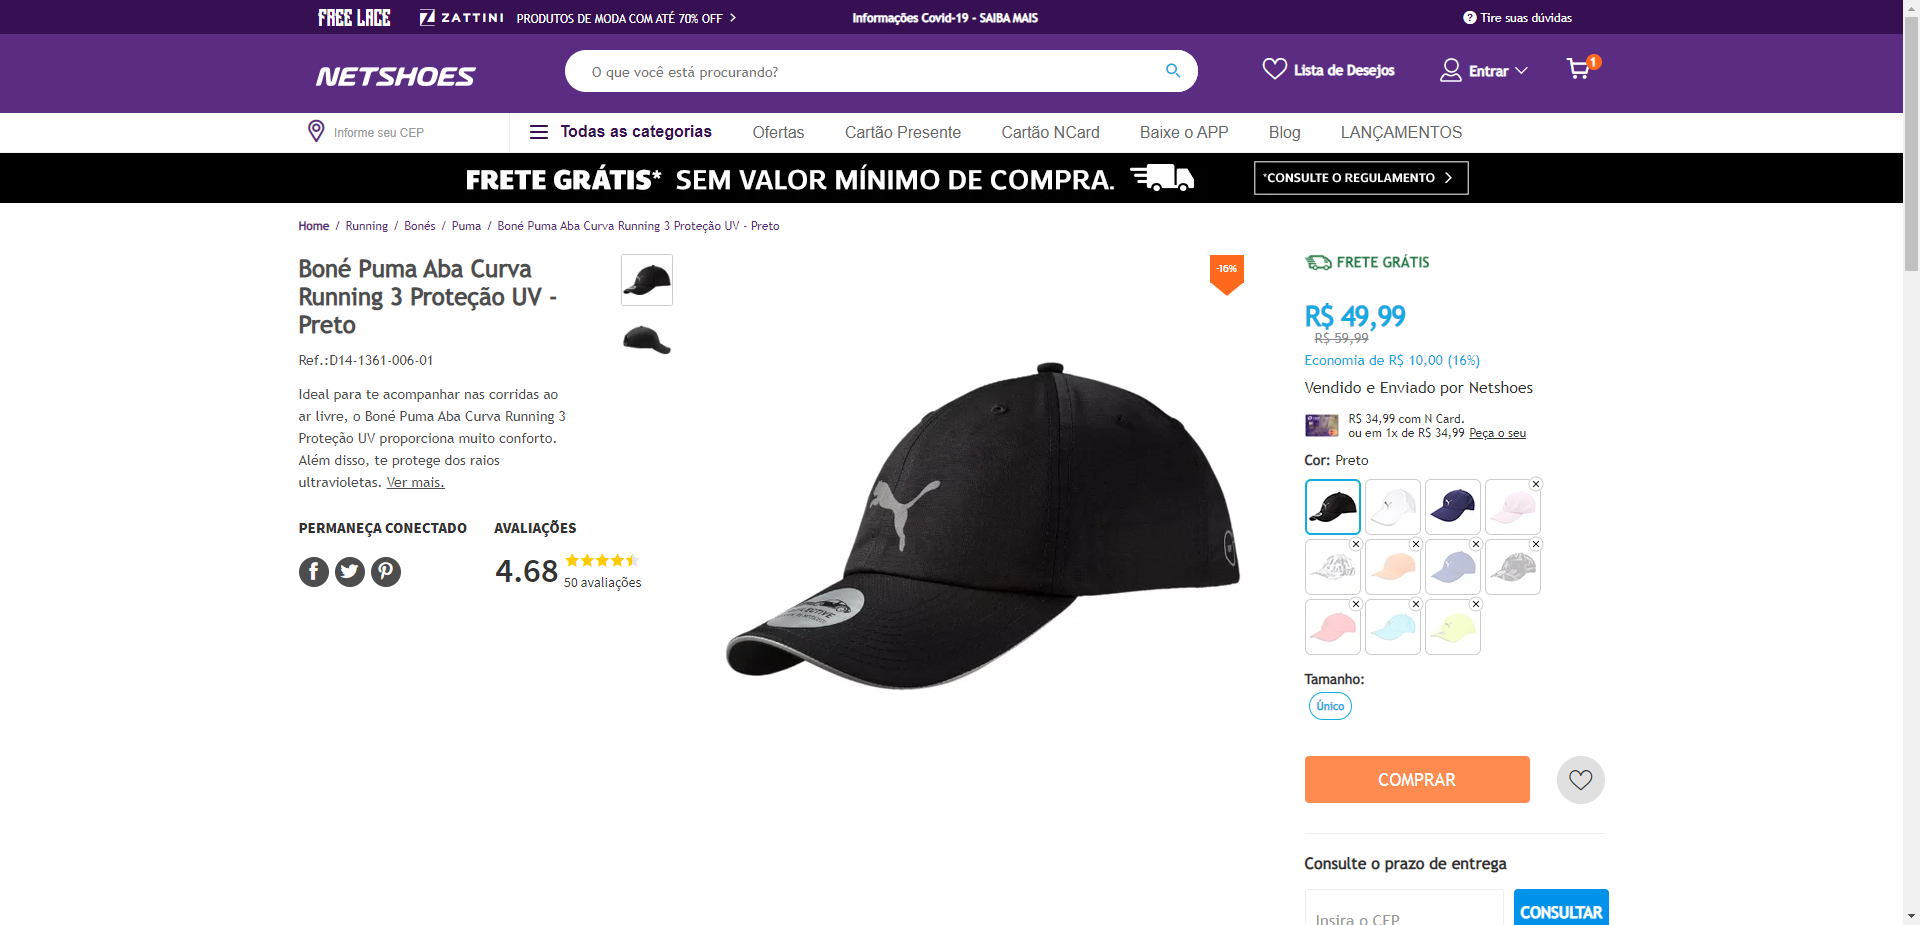 FREE LACE
ZATTINI PRODUTOS DE MODA COM ATÉ 70% OFF
Informações Covid-19 - SAIBA MAIS
? Tire suas dúvidas
NETSHOES
O que você está procurando?
Lista de Desejos
Entrar
1
Informe seu CEP
Todas as categorias
Ofertas
Cartão Presente
Cartão NCard
Baixe o APP
Blog
LANÇAMENTOS
FRETE GRÁTIS* SEM VALOR MÍNIMO DE COMPRA.
*CONSULTE O REGULAMENTO
Home / Running / Bonés / Puma / Boné Puma Aba Curva Running 3 Proteção UV - Preto
Boné Puma Aba Curva
Running 3 Proteção UV -
Preto
Ref.:D14-1361-006-01
Ideal para te acompanhar nas corridas ao
ar livre, o Boné Puma Aba Curva Running 3
Proteção UV proporciona muito conforto.
Além disso, te protege dos raios
ultravioletas. Ver mais.
PERMANEÇA CONECTADO
AVALIAÇÕES
4.68
50 avaliações
-16%
FRETE GRÁTIS
R$ 49,99
R$ 59,99
Economia de R$ 10,00 (16%)
Vendido e Enviado por Netshoes
R$ 34,99 com N Card.
ou em 1x de R$ 34,99 Peça o seu
Cor: Preto
Tamanho:
Único
COMPRAR
Consulte o prazo de entrega
Insira o CEP
CONSULTAR